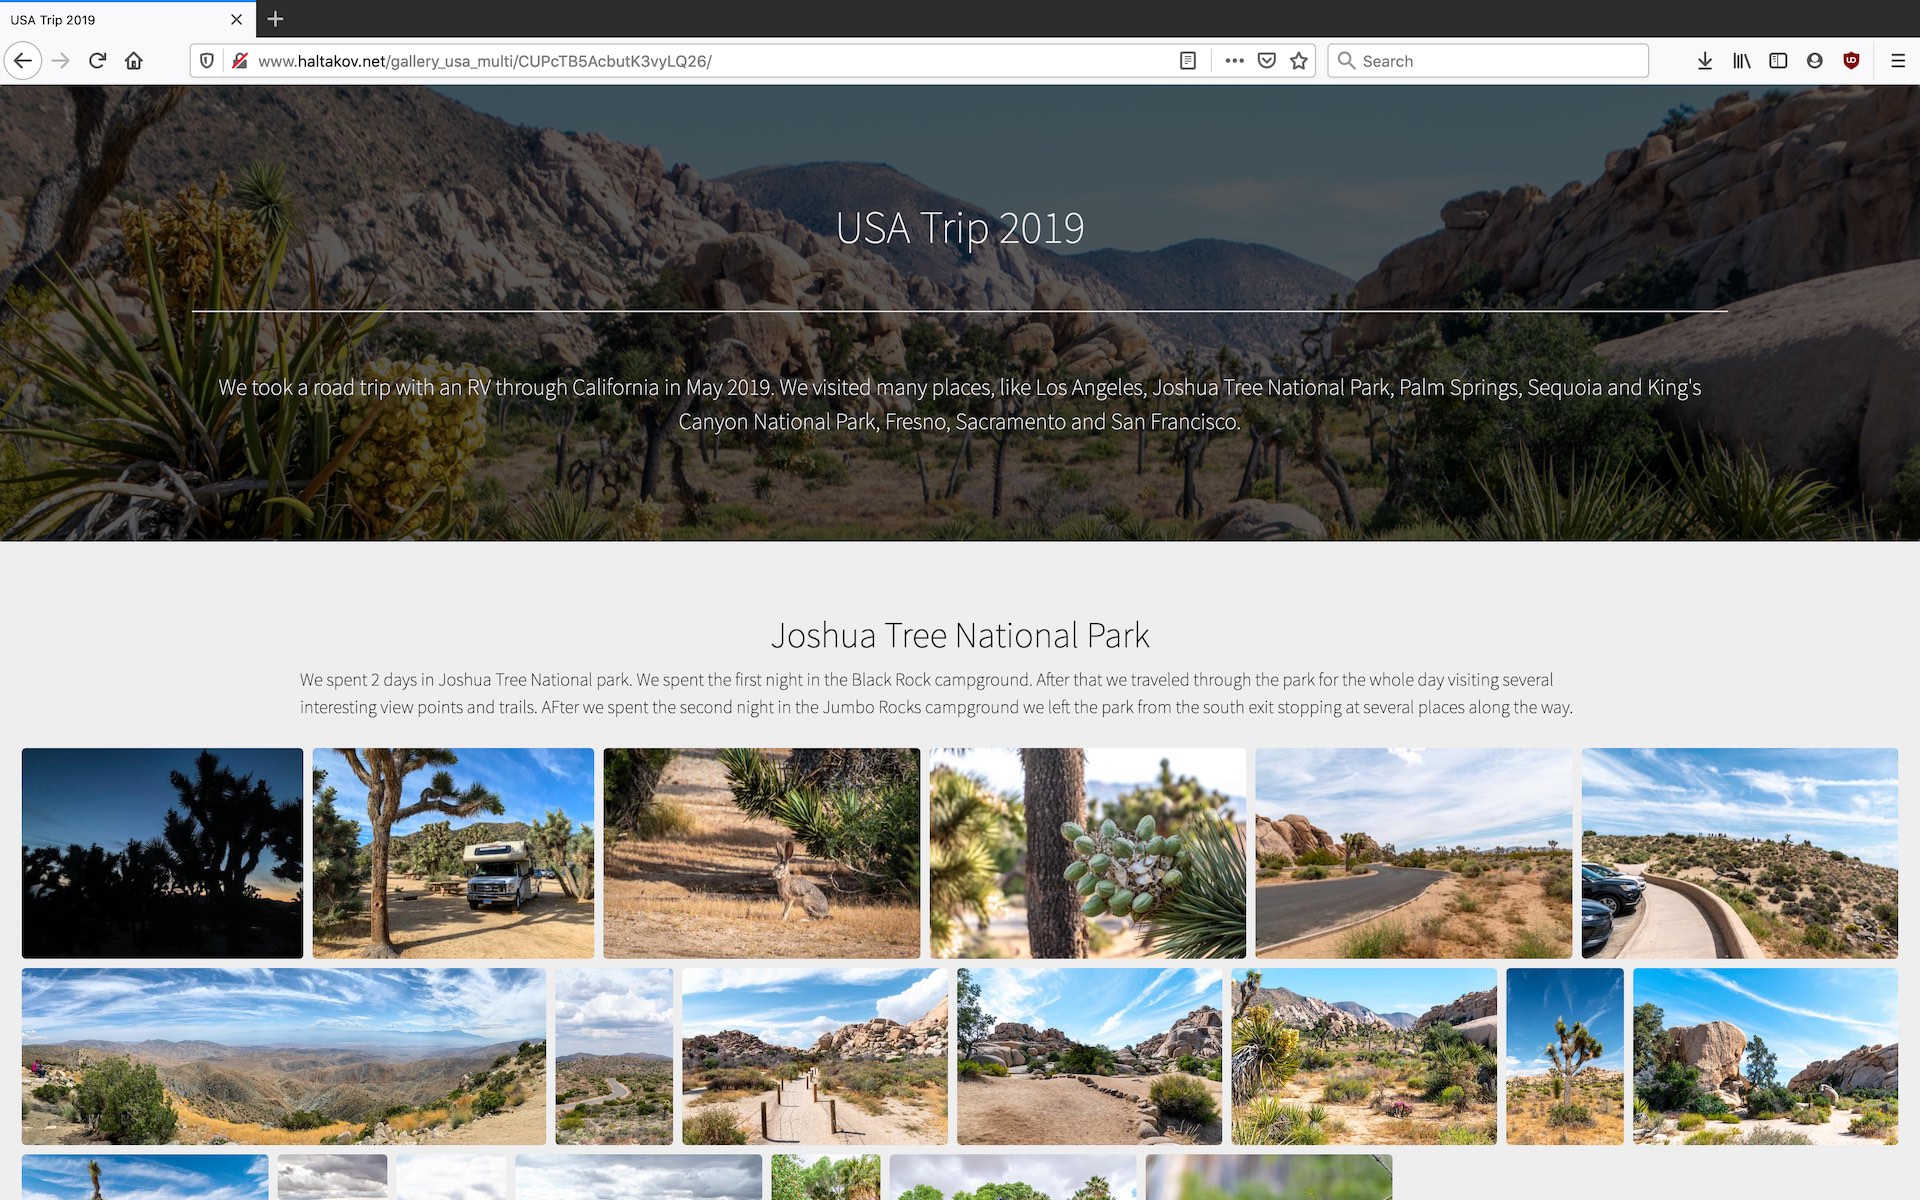 USA Trip 2019
www.haltakov.net/gallery_usa_multi/CUPcTB5AcbutK3vyLQ26/
Search
USA Trip 2019
We took a road trip with an RV through California in May 2019. We visited many places, like Los Angeles, Joshua Tree National Park, Palm Springs, Sequoia and King's
Canyon National Park, Fresno, Sacramento and San Francisco.
Joshua Tree National Park
We spent 2 days in Joshua Tree National park. We spent the first night in the Black Rock campground. After that we traveled through the park for the whole day visiting several
interesting view points and trails. AFter we spent the second night in the Jumbo Rocks campground we left the park from the south exit stopping at several places along the way.